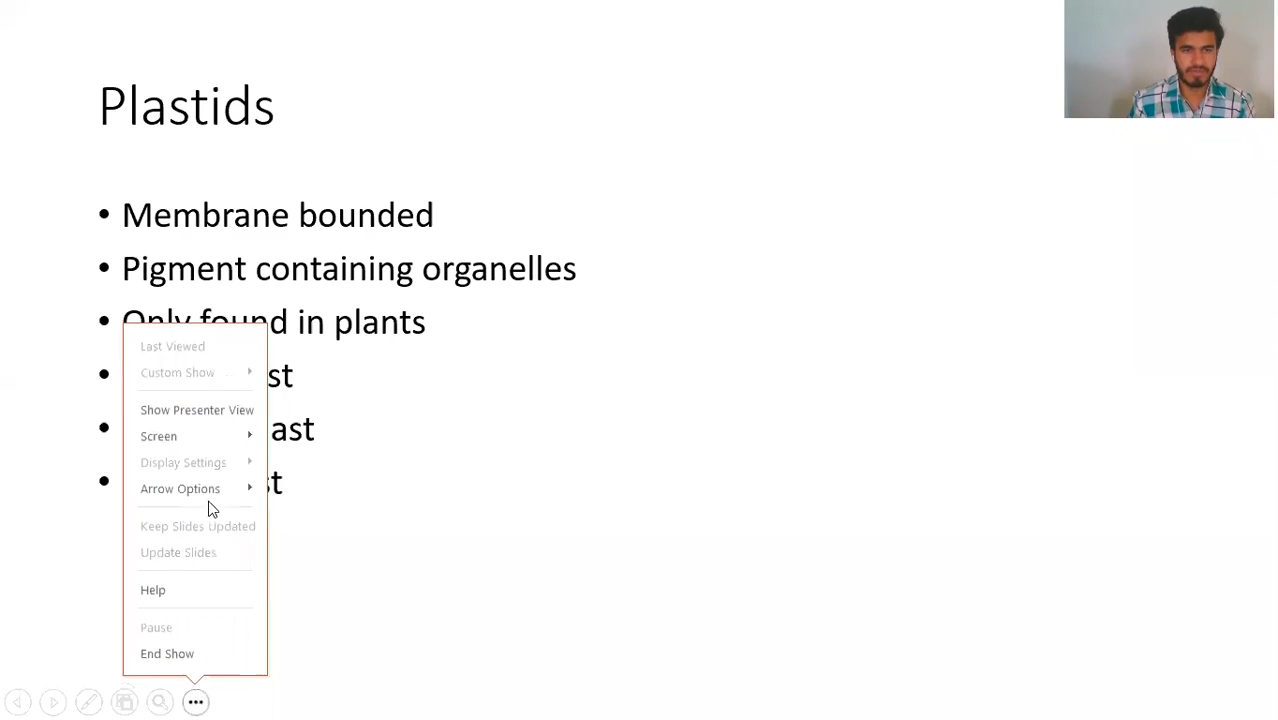 Plastids
• Membrane bounded
• Pigment containing organelles
• Only found in plants
• st
• ast
• st
Last Viewed
Custom Show
Show Presenter View
Screen
Display Settings
Arrow Options
Keep Slides Updated
Update Slides
Help
Pause
End Show